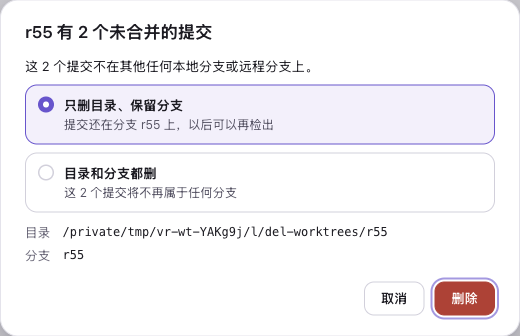 r55 有 2 个未合并的提交
这 2 个提交不在其他任何本地分支或远程分支上。
只删目录、保留分支
提交还在分支 r55 上，以后可以再检出
目录和分支都删
这 2 个提交将不再属于任何分支
目录 /private/tmp/vr-wt-YAKg9j/l/del-worktrees/r55
分支 r55
取消 删除